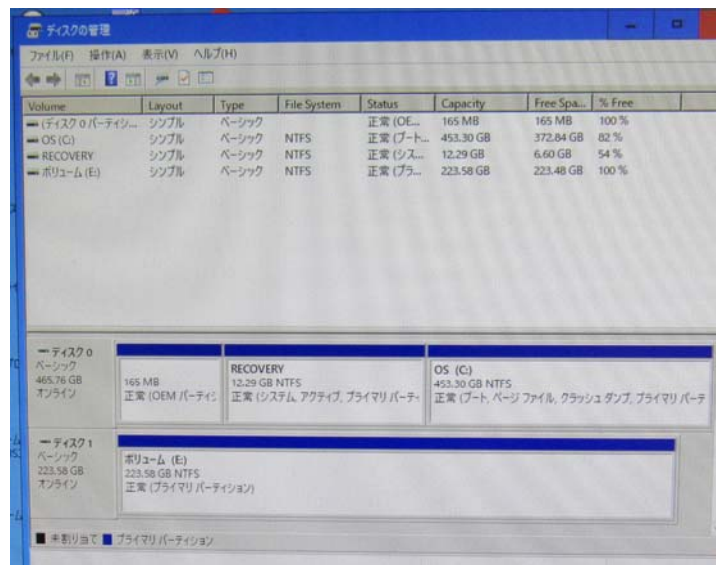 ディスクの管理
ファイル(F) 操作(A) 表示(V) ヘルプ(H)
Volume Layout Type File System Status Capacity Free Spa... % Free
(ディスク 0 パーティシ... シンプル ベーシック 正常 (OE... 165 MB 165 MB 100 %
OS (C:) シンプル ベーシック NTFS 正常 (ブート... 453.30 GB 372.84 GB 82 %
RECOVERY シンプル ベーシック NTFS 正常 (シス... 12.29 GB 6.60 GB 54 %
ボリューム (E:) シンプル ベーシック NTFS 正常 (プラ... 223.58 GB 223.48 GB 100 %
ディスク 0
ベーシック
465.76 GB
オンライン
165 MB
正常 (OEM パーティシ
RECOVERY
12.29 GB NTFS
正常 (システム, アクティブ, プライマリ パーティ
OS (C:)
453.30 GB NTFS
正常 (ブート, ページ ファイル, クラッシュ ダンプ, プライマリ パーテ
ディスク 1
ベーシック
223.58 GB
オンライン
ボリューム (E:)
223.58 GB NTFS
正常 (プライマリ パーティション)
未割り当て プライマリ パーティション